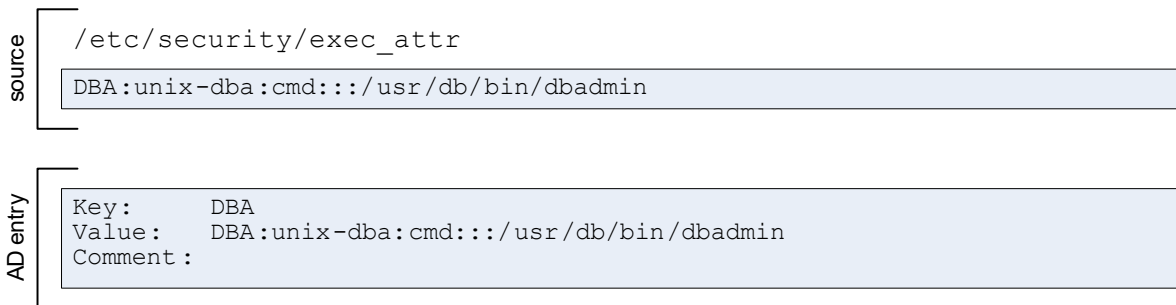 source
/etc/security/exec_attr
DBA:unix-dba:cmd:::/usr/db/bin/dbadmin
AD entry
Key: DBA
Value: DBA:unix-dba:cmd:::/usr/db/bin/dbadmin
Comment: